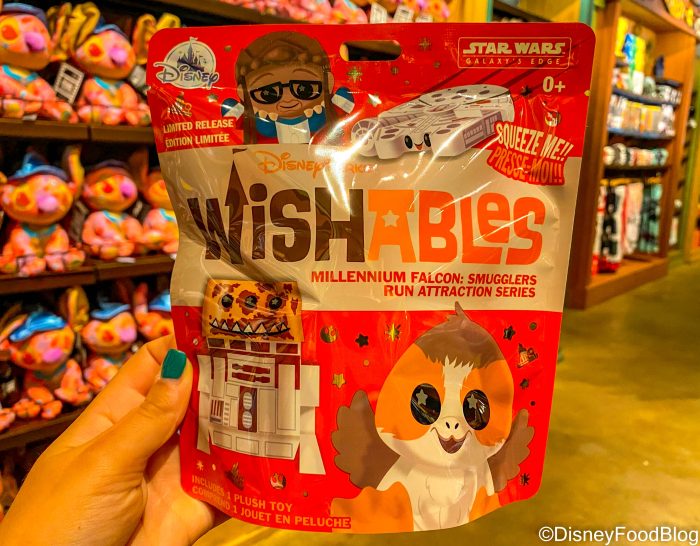 Disney
LIMITED RELEASE
ÉDITION LIMITÉE
STAR WARS
GALAXY'S EDGE
0+
SQUEEZE ME!!
PRESSE-MOI!!!
Disney
WiSHABLeS
MILLENNIUM FALCON: SMUGGLERS
RUN ATTRACTION SERIES
INCLUDES 1 PLUSH TOY
COMPREND 1 JOUET EN PELUCHE
©DisneyFoodBlog